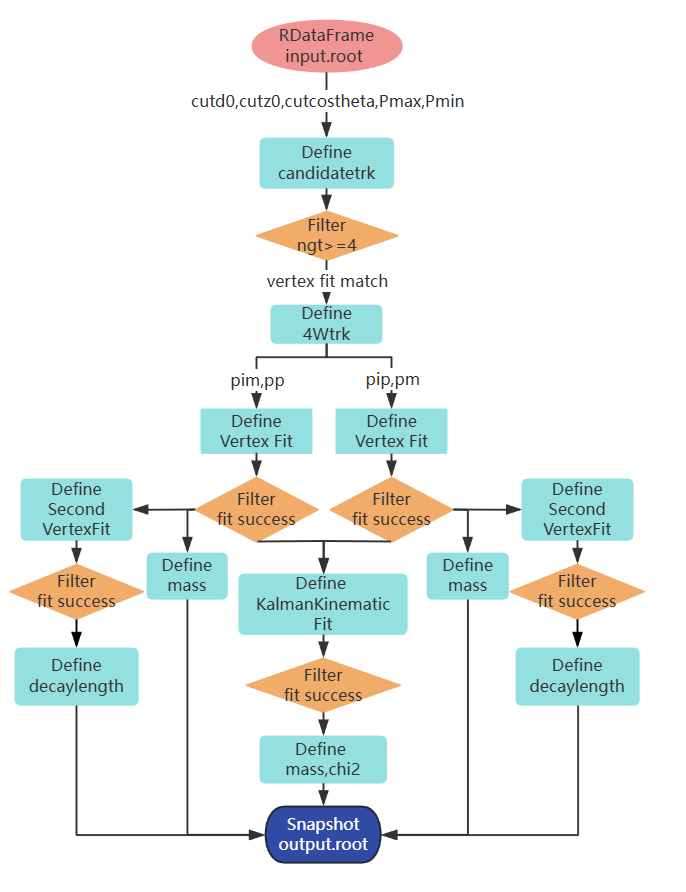 RDataFrame
input.root
cutd0,cutz0,cutcostheta,Pmax,Pmin
Define
candidatetrk
Filter
ngt>=4
vertex fit match
Define
4Wtrk
pim,pp
pip,pm
Define
Vertex Fit
Define
Vertex Fit
Filter
fit success
Filter
fit success
Define
Second
VertexFit
Define
Second
VertexFit
Define
mass
Define
mass
Filter
fit success
Define
KalmanKinematic
Fit
Filter
fit success
Define
decaylength
Filter
fit success
Define
decaylength
Define
mass,chi2
Snapshot
output.root